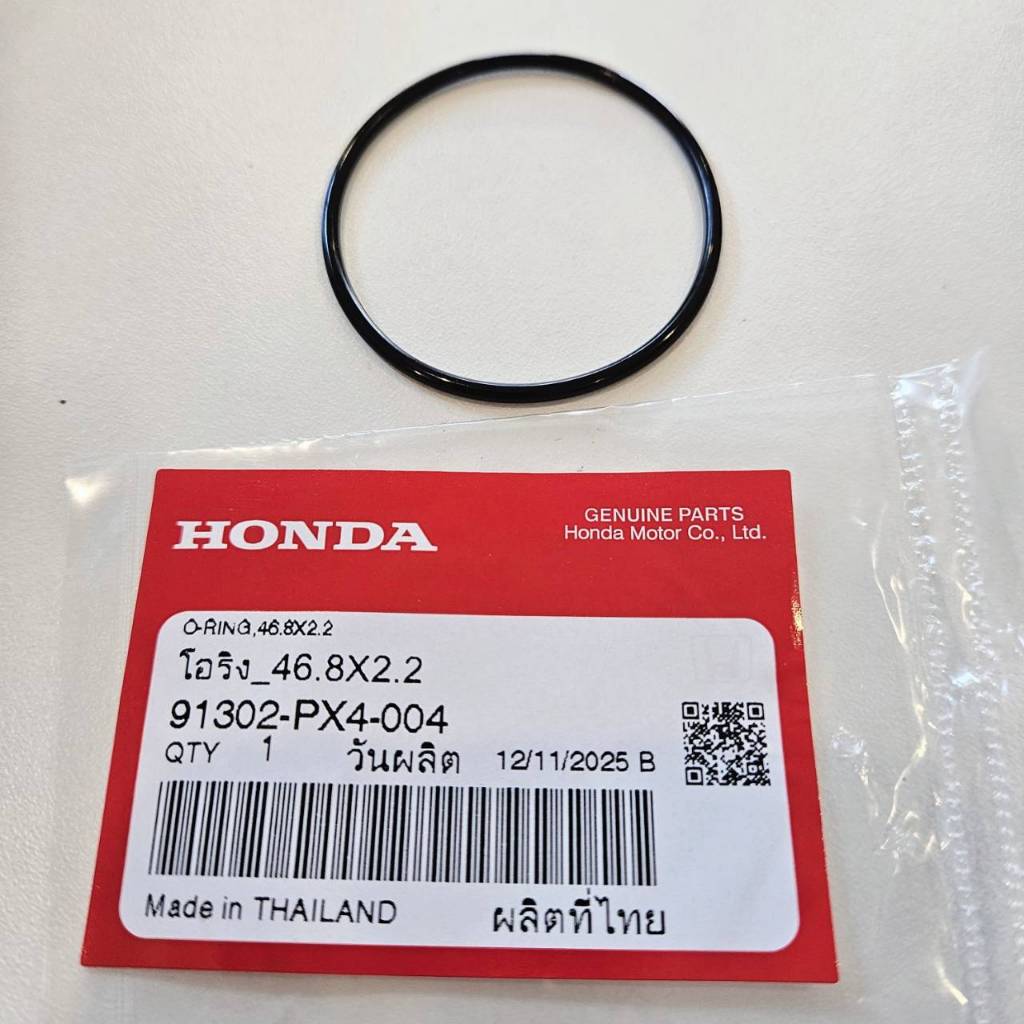 HONDA
GENUINE PARTS
Honda Motor Co., Ltd.
O-RING,46.8X2.2
โอริง_46.8X2.2
91302-PX4-004
QTY 1 วันผลิต 12/11/2025 B
Made in THAILAND ผลิตที่ไทย